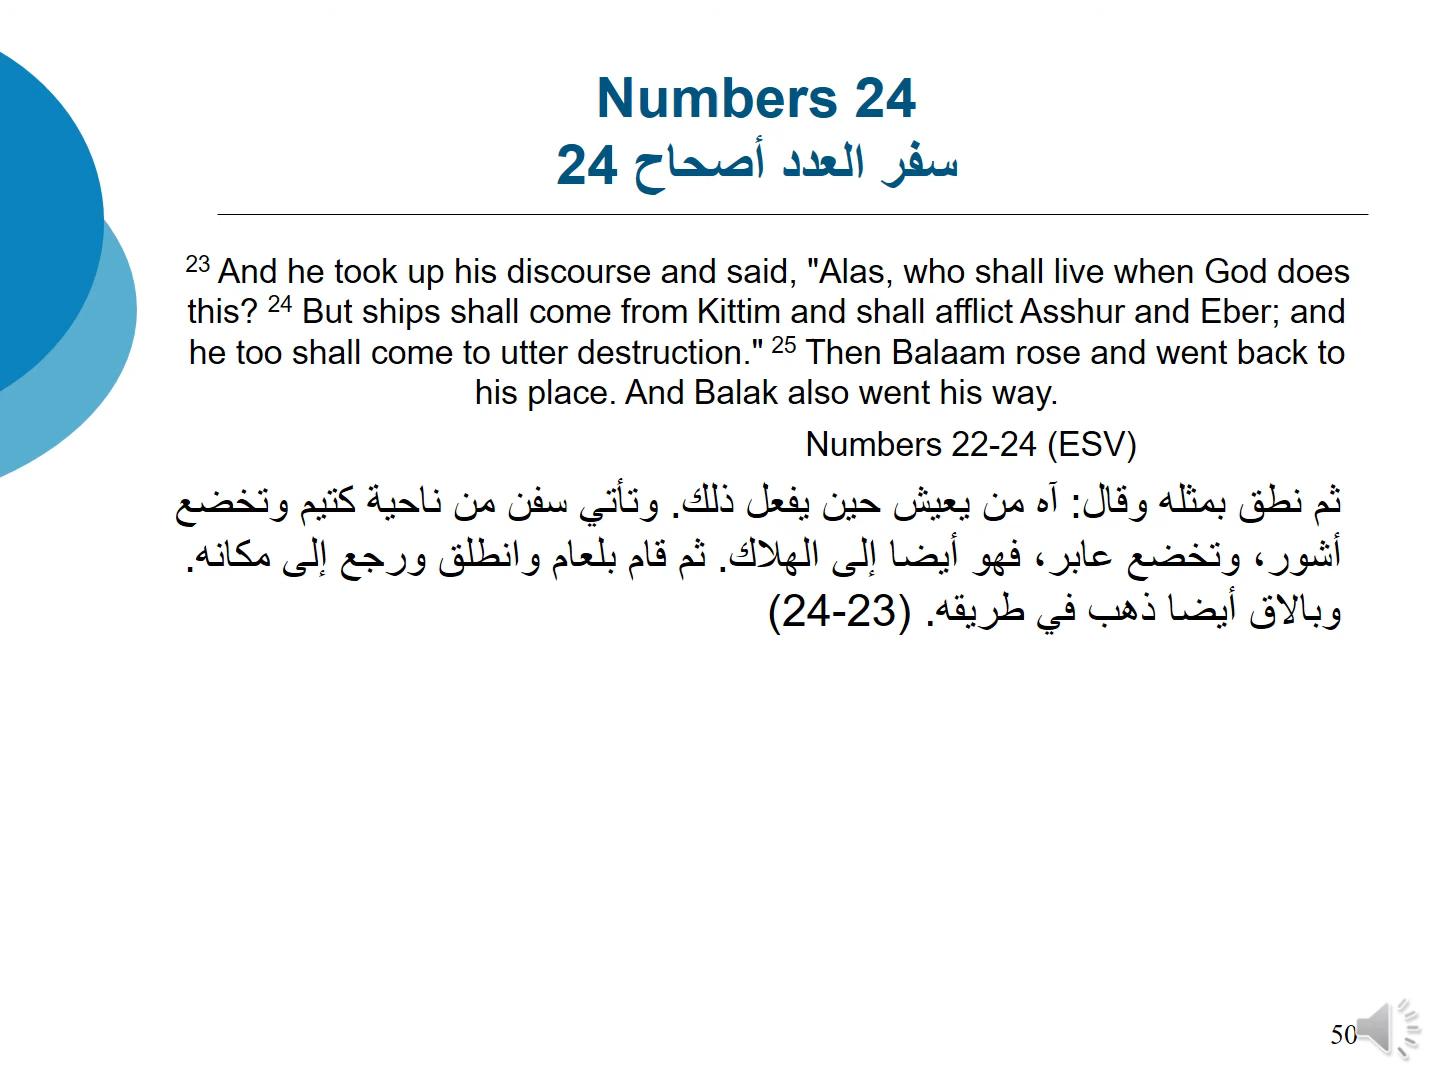 Numbers 24
سفر العدد أصحاح 24
23 And he took up his discourse and said, "Alas, who shall live when God does
this? 24 But ships shall come from Kittim and shall afflict Asshur and Eber; and
he too shall come to utter destruction." 25 Then Balaam rose and went back to
his place. And Balak also went his way.
Numbers 22-24 (ESV)
ثم نطق بمثله وقال: آه من يعيش حين يفعل ذلك. وتأتي سفن من ناحية كتيم وتخضع
أشور، وتخضع عابر، فهو أيضا إلى الهلاك. ثم قام بلعام وانطلق ورجع إلى مكانه.
وبالاق أيضا ذهب في طريقه. (23-24)
50